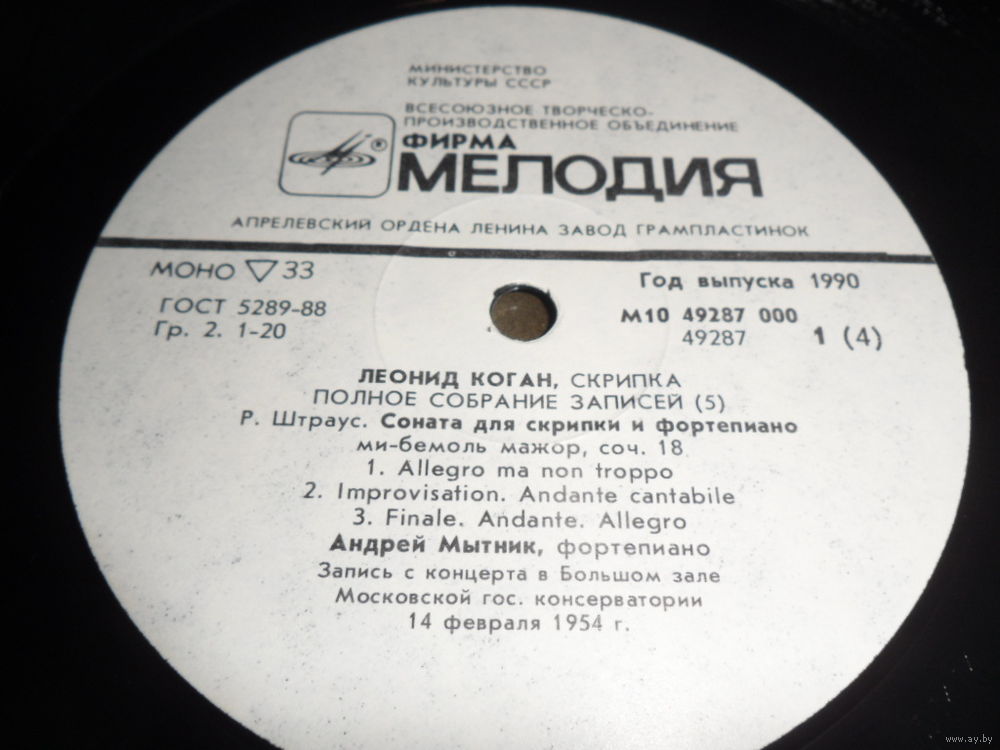 МИНИСТЕРСТВО
КУЛЬТУРЫ СССР
ВСЕСОЮЗНОЕ ТВОРЧЕСКО-
ПРОИЗВОДСТВЕННОЕ ОБЪЕДИНЕНИЕ
®
ФИРМА
МЕЛОДИЯ
АПРЕЛЕВСКИЙ ОРДЕНА ЛЕНИНА ЗАВОД ГРАМПЛАСТИНОК
МОНО ▽ 33
ГОСТ 5289-88
Гр. 2. 1-20
Год выпуска 1990
М10 49287 000
49287 1 (4)
ЛЕОНИД КОГАН, СКРИПКА
ПОЛНОЕ СОБРАНИЕ ЗАПИСЕЙ (5)
Р. Штраус. Соната для скрипки и фортепиано
ми-бемоль мажор, соч. 18
1. Allegro ma non troppo
2. Improvisation. Andante cantabile
3. Finale. Andante. Allegro
Андрей Мытник, фортепиано
Запись с концерта в Большом зале
Московской гос. консерватории
14 февраля 1954 г.
www.ay.by